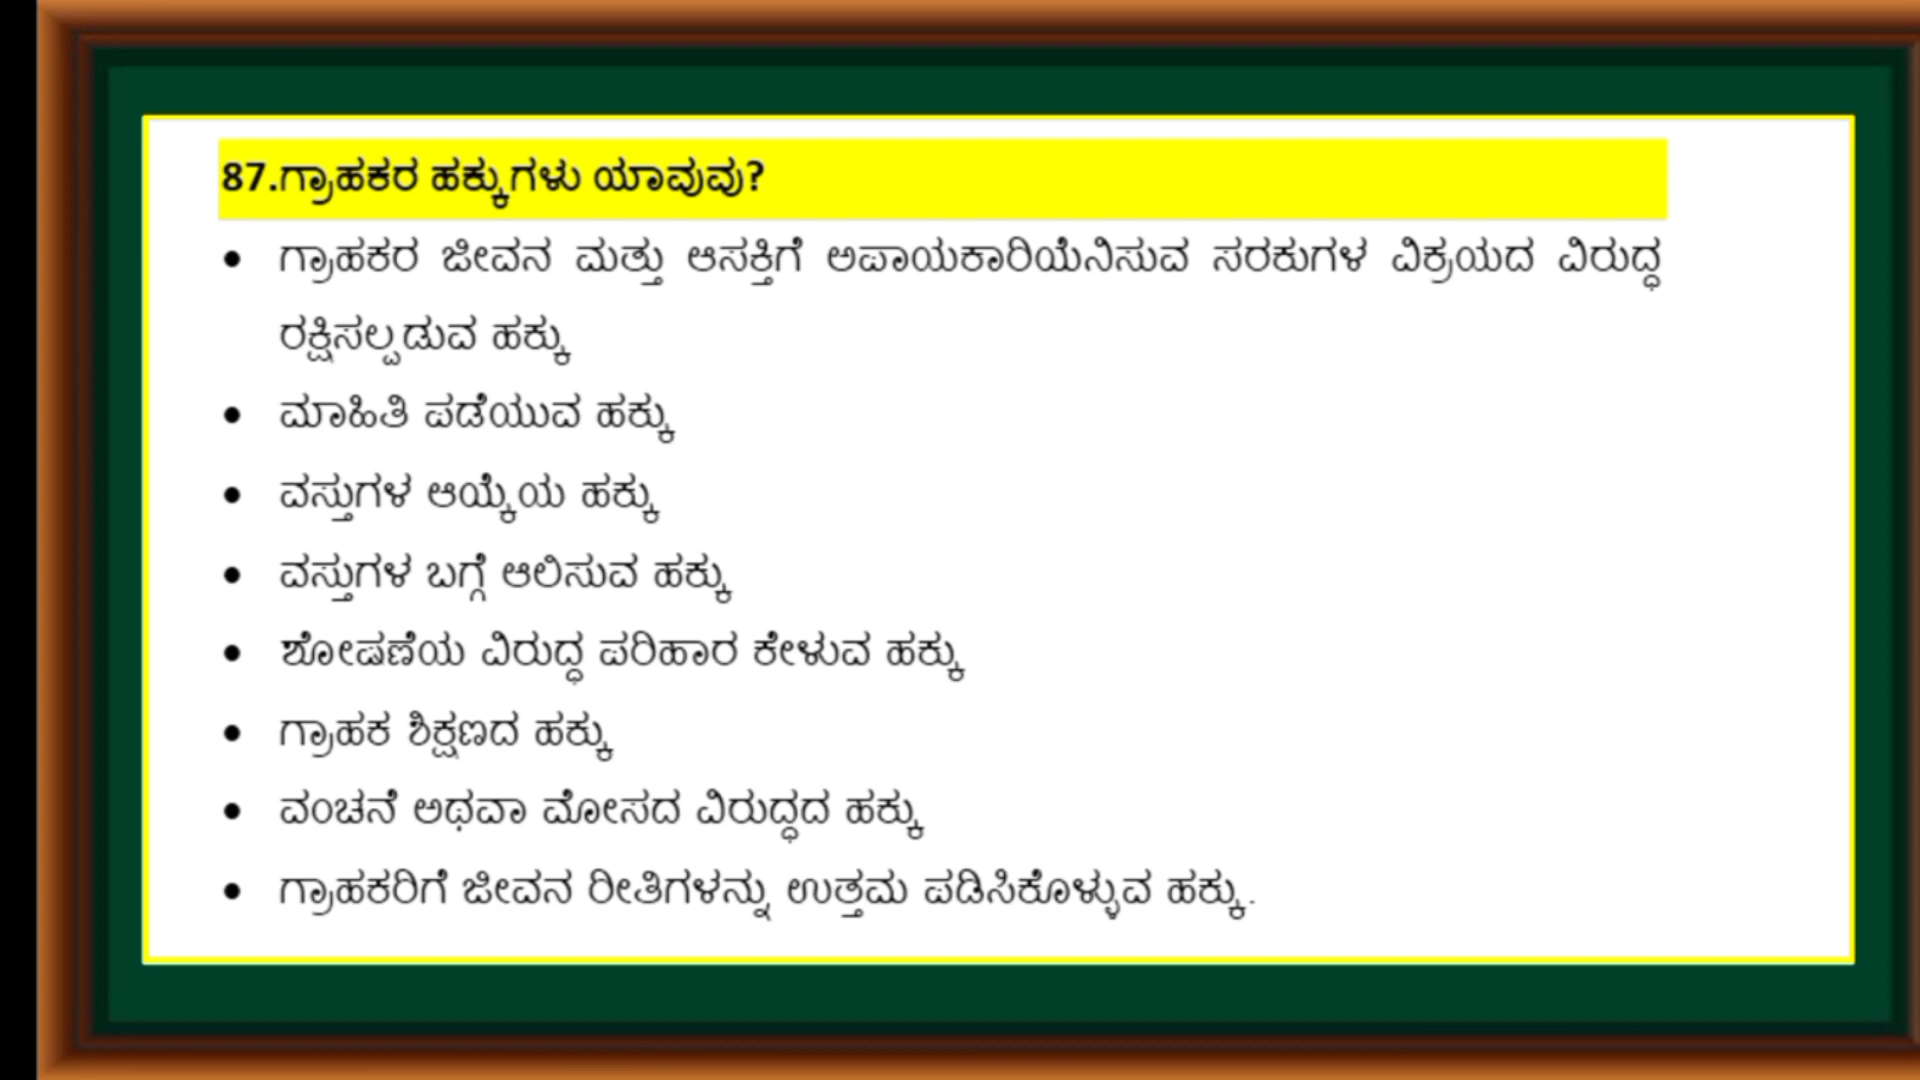 87.ಗ್ರಾಹಕರ ಹಕ್ಕುಗಳು ಯಾವುವು?
• ಗ್ರಾಹಕರ ಜೀವನ ಮತ್ತು ಆಸಕ್ತಿಗೆ ಅಪಾಯಕಾರಿಯೆನಿಸುವ ಸರಕುಗಳ ವಿಕ್ರಯದ ವಿರುದ್ಧ
ರಕ್ಷಿಸಲ್ಪಡುವ ಹಕ್ಕು
• ಮಾಹಿತಿ ಪಡೆಯುವ ಹಕ್ಕು
• ವಸ್ತುಗಳ ಆಯ್ಕೆಯ ಹಕ್ಕು
• ವಸ್ತುಗಳ ಬಗ್ಗೆ ಆಲಿಸುವ ಹಕ್ಕು
• ಶೋಷಣೆಯ ವಿರುದ್ಧ ಪರಿಹಾರ ಕೇಳುವ ಹಕ್ಕು
• ಗ್ರಾಹಕ ಶಿಕ್ಷಣದ ಹಕ್ಕು
• ವಂಚನೆ ಅಥವಾ ಮೋಸದ ವಿರುದ್ಧದ ಹಕ್ಕು
• ಗ್ರಾಹಕರಿಗೆ ಜೀವನ ರೀತಿಗಳನ್ನು ಉತ್ತಮ ಪಡಿಸಿಕೊಳ್ಳುವ ಹಕ್ಕು.